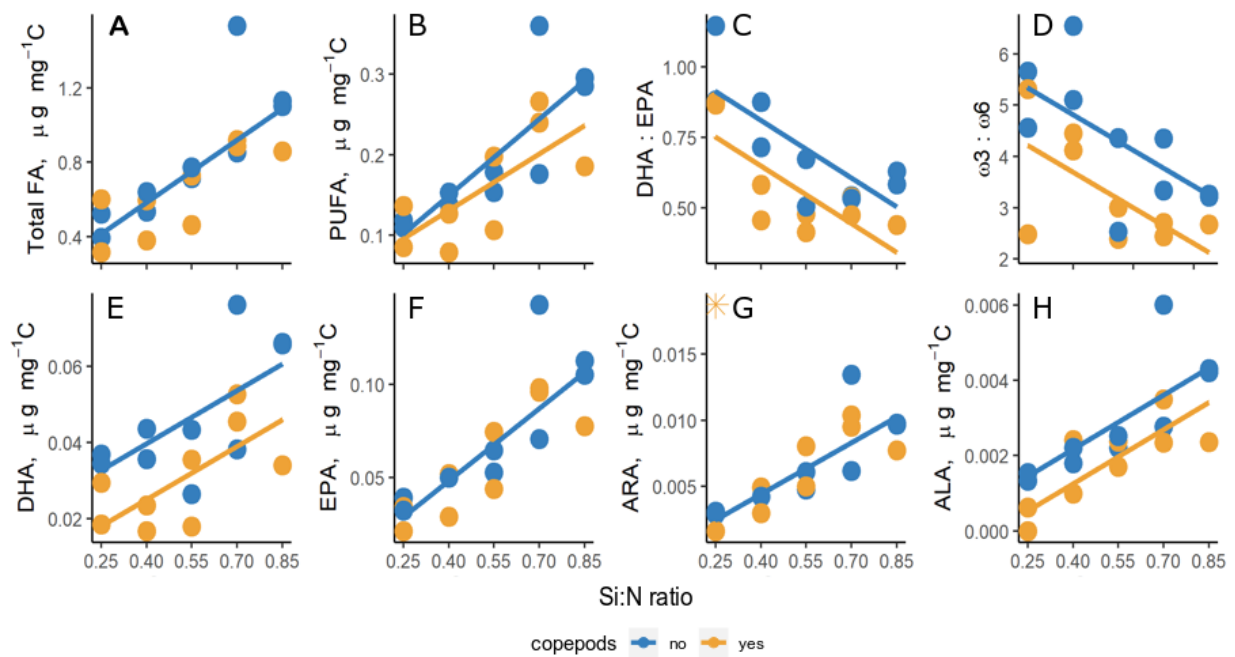 A
B
C
D
Total FA, μ g mg⁻¹C
1.2
0.8
0.4
PUFA, μ g mg⁻¹C
0.3
0.2
0.1
DHA : EPA
1.00
0.75
0.50
ω3 : ω6
6
5
4
3
2
E
F
G
H
DHA, μ g mg⁻¹C
0.06
0.04
0.02
0.25 0.40 0.55 0.70 0.85
EPA, μ g mg⁻¹C
0.10
0.05
0.25 0.40 0.55 0.70 0.85
ARA, μ g mg⁻¹C
0.015
0.010
0.005
0.25 0.40 0.55 0.70 0.85
ALA, μ g mg⁻¹C
0.006
0.004
0.002
0.000
0.25 0.40 0.55 0.70 0.85
Si:N ratio
copepods no yes